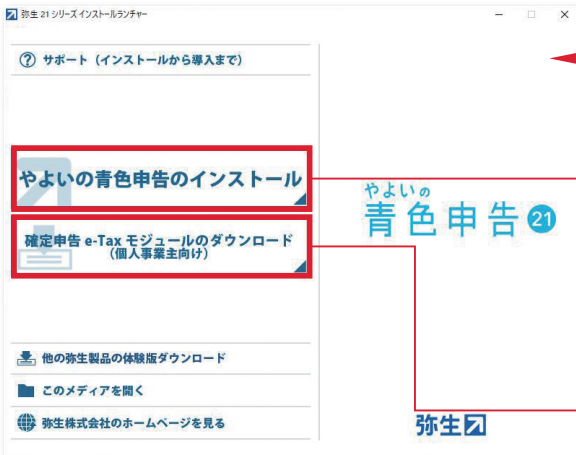 弥生 21 シリーズ インストールランチャー
サポート（インストールから導入まで）
やよいの青色申告のインストール
確定申告 e-Tax モジュールのダウンロード
（個人事業主向け）
他の弥生製品の体験版ダウンロード
このメディアを開く
弥生株式会社のホームページを見る
やよいの
青色申告 21
弥生